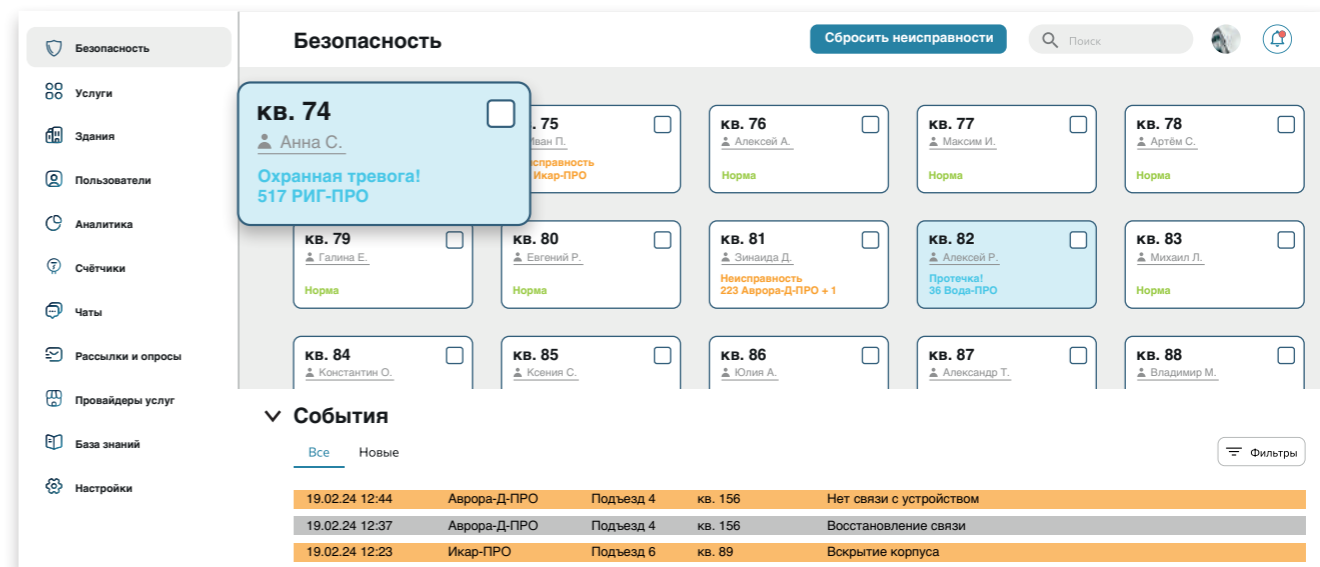 Безопасность
Услуги
Здания
Пользователи
Аналитика
Счётчики
Чаты
Рассылки и опросы
Провайдеры услуг
База знаний
Настройки
Безопасность
Сбросить неисправности
Поиск
кв. 74
Анна С.
Охранная тревога!
517 РИГ-ПРО
. 75
Иван П.
исправность
Икар-ПРО
кв. 76
Алексей А.
Норма
кв. 77
Максим И.
Норма
кв. 78
Артём С.
Норма
кв. 79
Галина Е.
Норма
кв. 80
Евгений Р.
Норма
кв. 81
Зинаида Д.
Неисправность
223 Аврора-Д-ПРО + 1
кв. 82
Алексей Р.
Протечка!
36 Вода-ПРО
кв. 83
Михаил Л.
Норма
кв. 84
Константин О.
кв. 85
Ксения С.
кв. 86
Юлия А.
кв. 87
Александр Т.
кв. 88
Владимир М.
События
Все Новые
Фильтры
19.02.24 12:44 Аврора-Д-ПРО Подъезд 4 кв. 156 Нет связи с устройством
19.02.24 12:37 Аврора-Д-ПРО Подъезд 4 кв. 156 Восстановление связи
19.02.24 12:23 Икар-ПРО Подъезд 6 кв. 89 Вскрытие корпуса